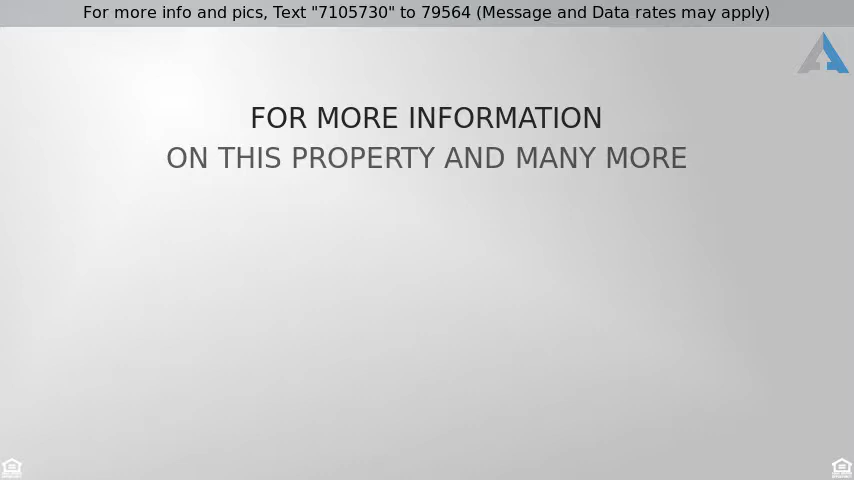 For more info and pics, Text "7105730" to 79564 (Message and Data rates may apply)
FOR MORE INFORMATION
ON THIS PROPERTY AND MANY MORE